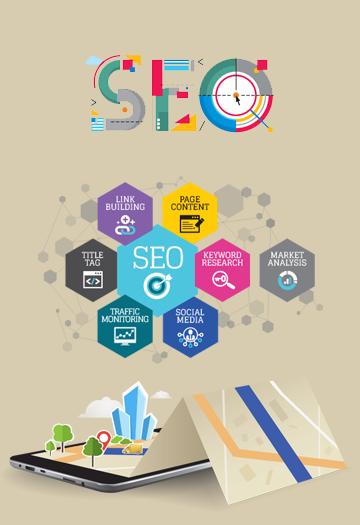 SEO
LINK
BUILDING
PAGE
CONTENT
TITLE
TAG
SEO
KEYWORD
RESEARCH
MARKET
ANALYSIS
TRAFFIC
MONITORING
SOCIAL
MEDIA